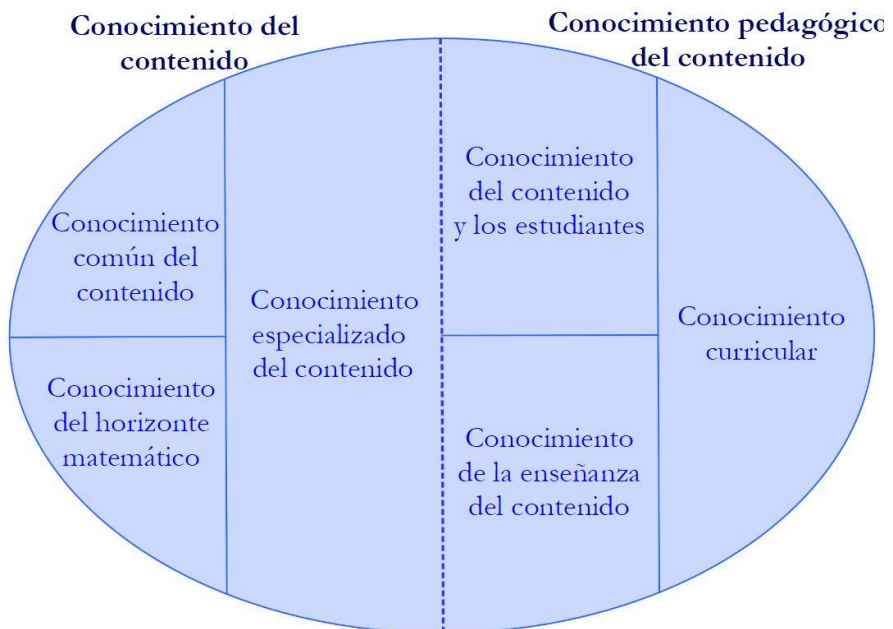 Conocimiento del
contenido
Conocimiento pedagógico
del contenido
Conocimiento
común del
contenido
Conocimiento
del horizonte
matemático
Conocimiento
especializado
del contenido
Conocimiento
del contenido
y los estudiantes
Conocimiento
de la enseñanza
del contenido
Conocimiento
curricular